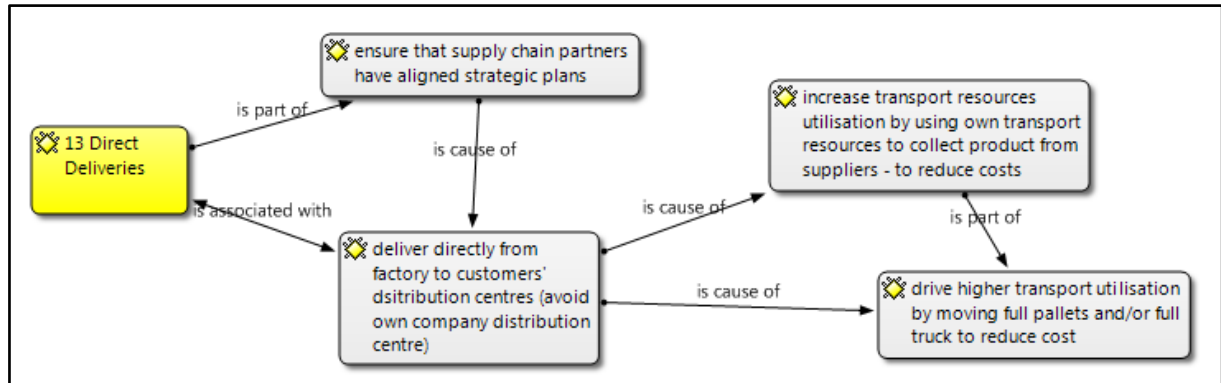 ensure that supply chain partners
have aligned strategic plans
is part of
13 Direct
Deliveries
is cause of
increase transport resources
utilisation by using own transport
resources to collect product from
suppliers - to reduce costs
is associated with
is cause of
is part of
deliver directly from
factory to customers'
dsitribution centres (avoid
own company distribution
centre)
is cause of
drive higher transport utilisation
by moving full pallets and/or full
truck to reduce cost